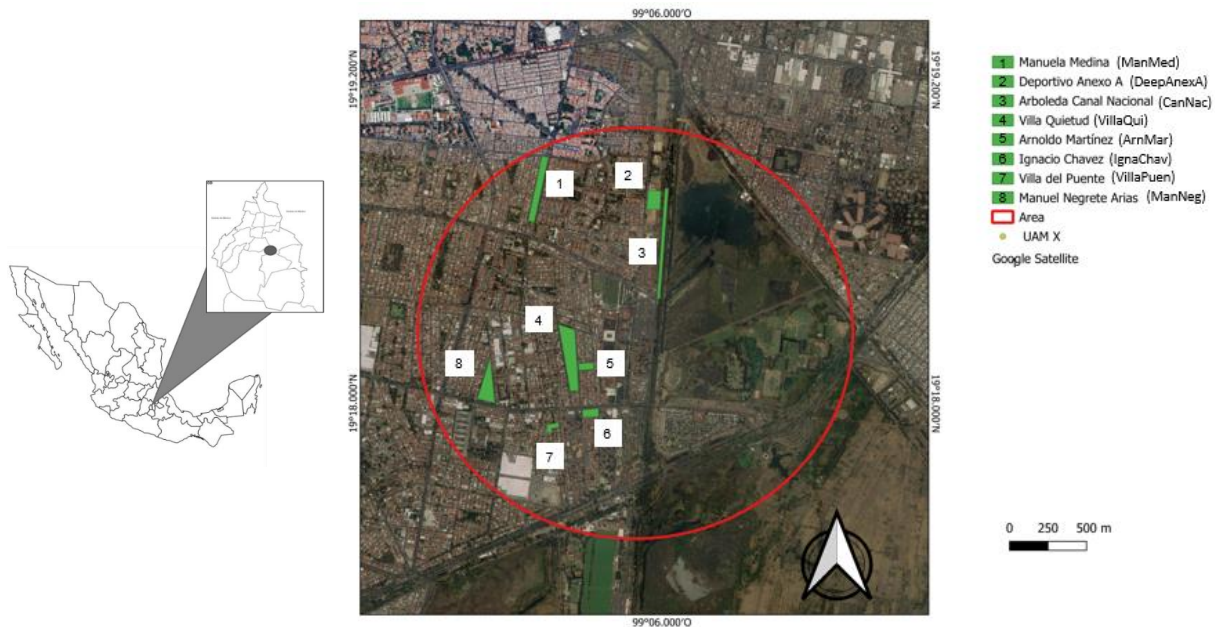 99°06.000'O
19°19.200'N
19°19.200'N
1 Manuela Medina (ManMed)
2 Deportivo Anexo A (DeepAnexA)
3 Arboleda Canal Nacional (CanNac)
4 Villa Quietud (VillaQui)
5 Arnoldo Martínez (ArnMar)
6 Ignacio Chavez (IgnaChav)
7 Villa del Puente (VillaPuen)
8 Manuel Negrete Arias (ManNeg)
Area
UAM X
Google Satellite
1
2
3
4
5
8
6
7
19°18.000'N
19°18.000'N
0 250 500 m
99°06.000'O